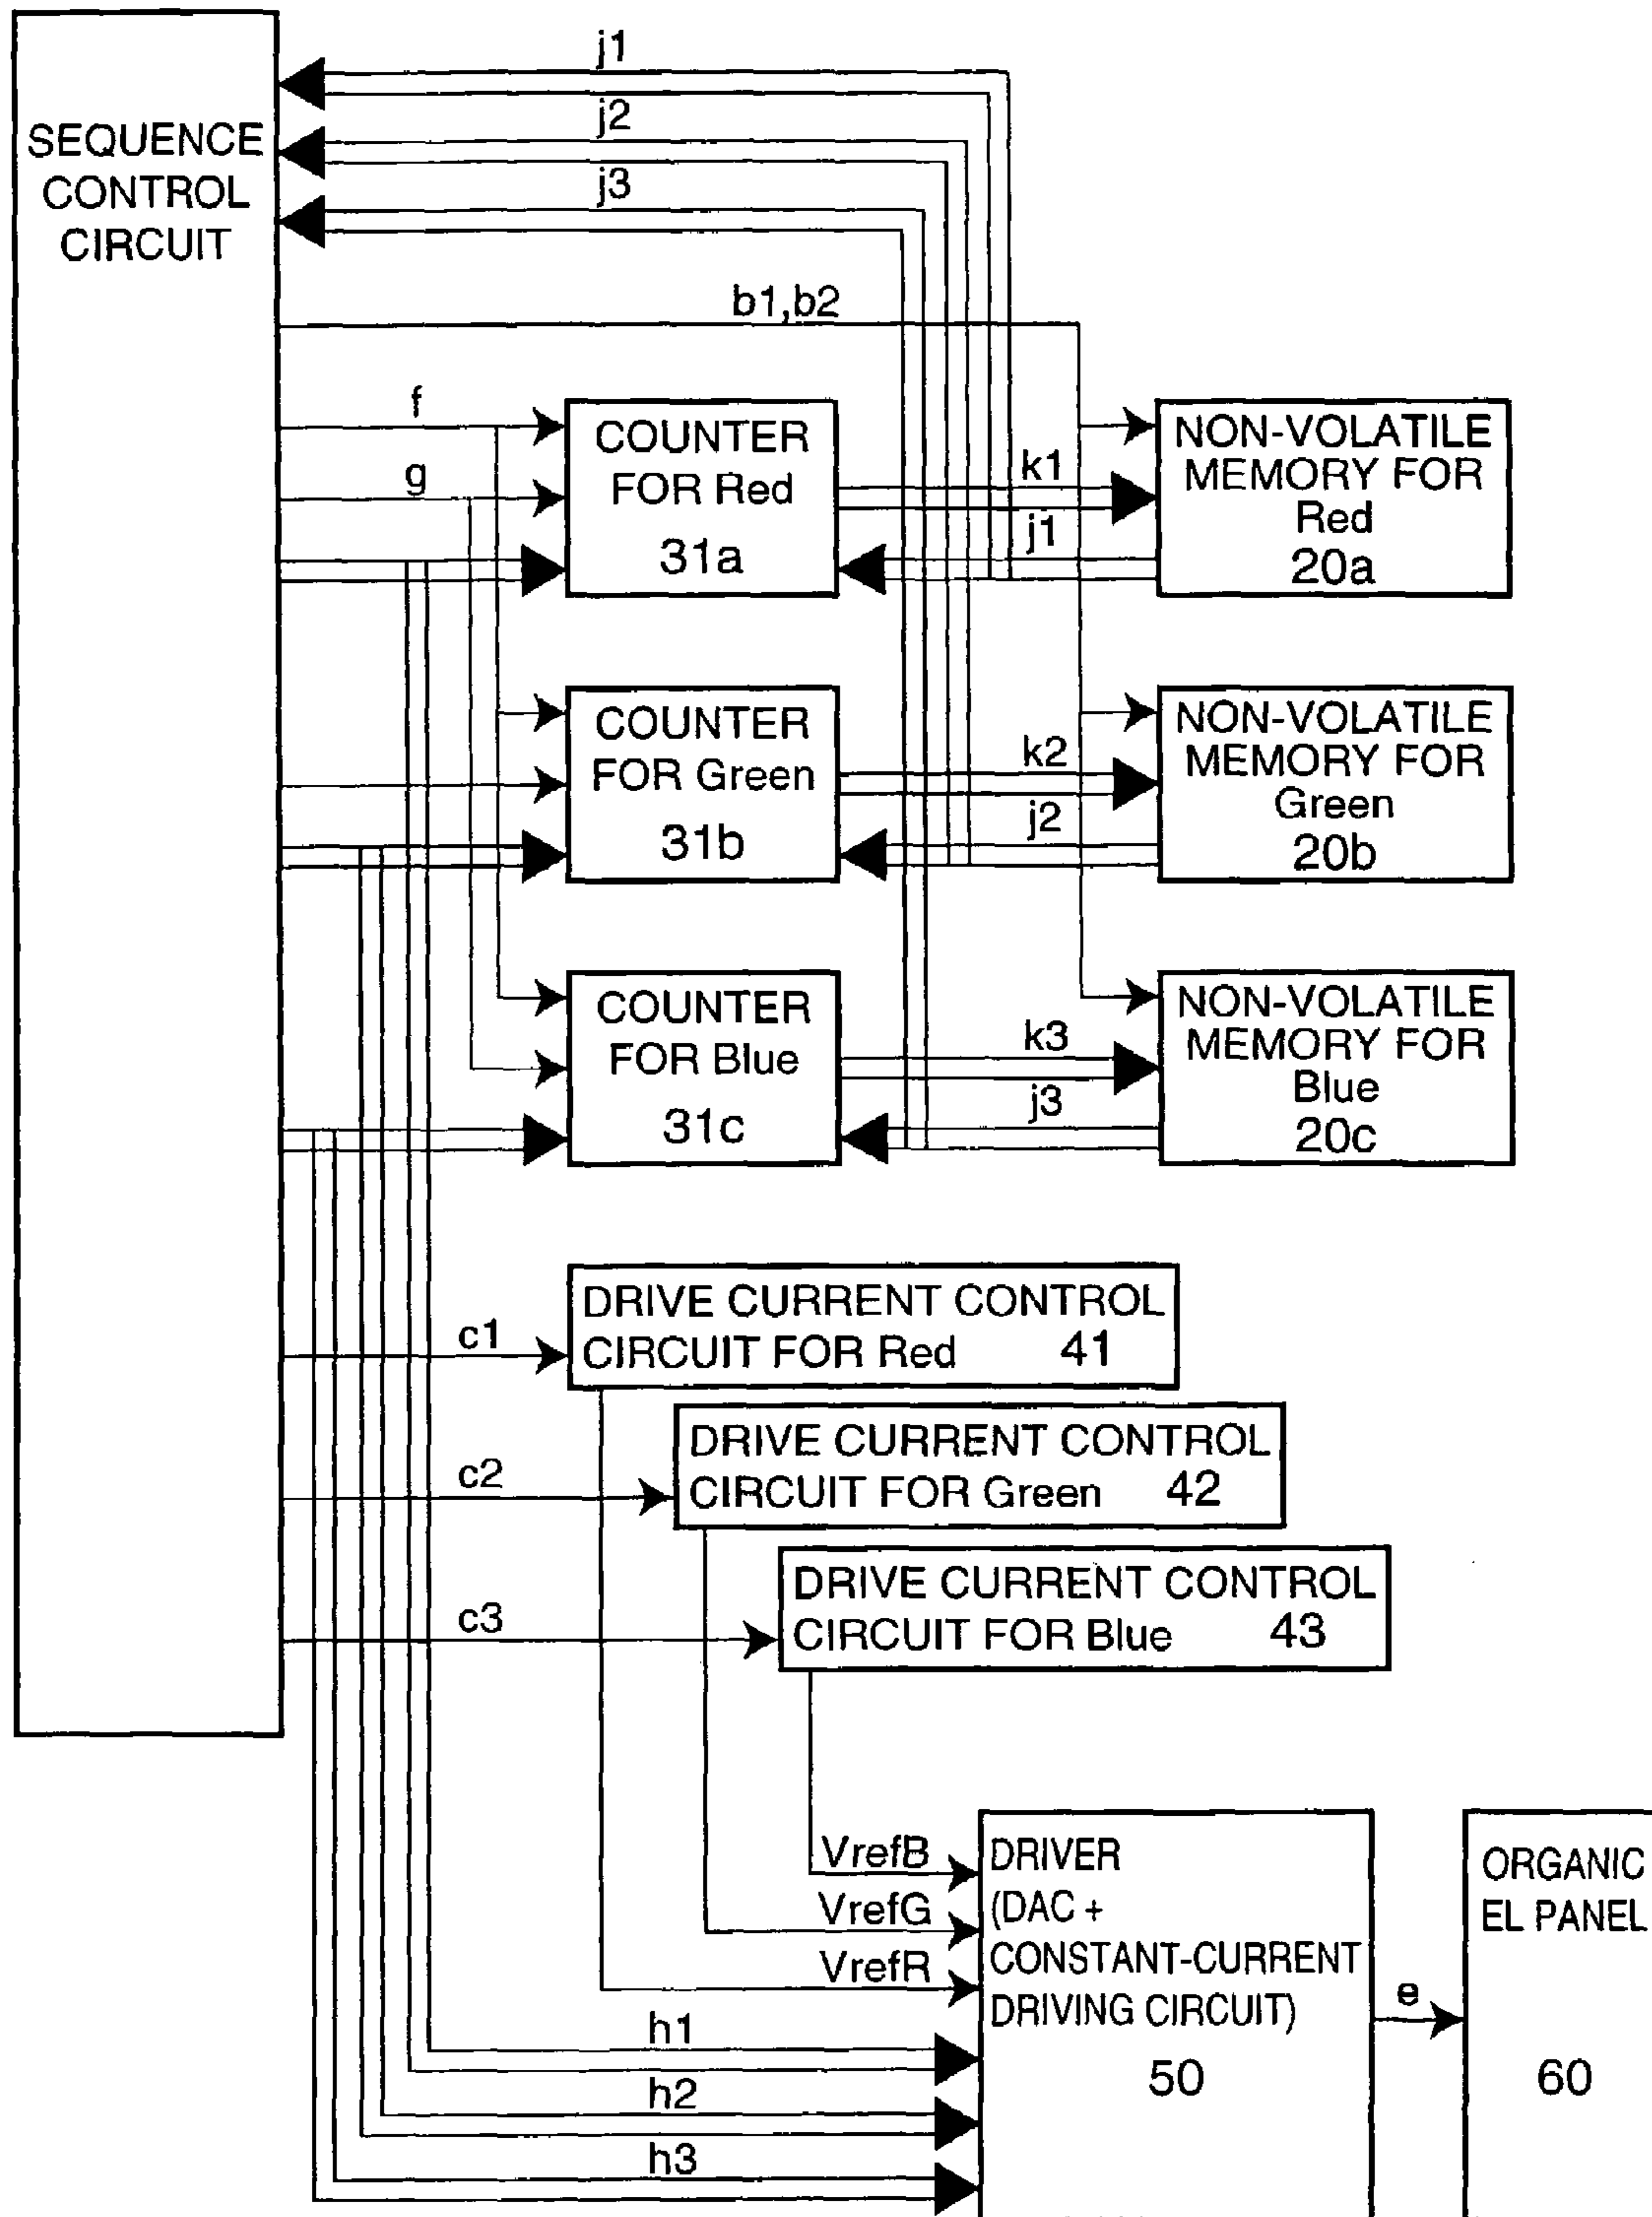 j1
j2
SEQUENCE
CONTROL
CIRCUIT
j3
b1,b2
f
g
COUNTER
FOR Red
31a
k1
j1
NON-VOLATILE
MEMORY FOR
Red
20a
COUNTER
FOR Green
31b
k2
j2
NON-VOLATILE
MEMORY FOR
Green
20b
COUNTER
FOR Blue
31c
k3
j3
NON-VOLATILE
MEMORY FOR
Blue
20c
c1
DRIVE CURRENT CONTROL
CIRCUIT FOR Red 41
c2
DRIVE CURRENT CONTROL
CIRCUIT FOR Green 42
c3
DRIVE CURRENT CONTROL
CIRCUIT FOR Blue 43
VrefB
VrefG
VrefR
h1
h2
h3
DRIVER
(DAC +
CONSTANT-CURRENT
DRIVING CIRCUIT)
50
e
ORGANIC
EL PANEL
60